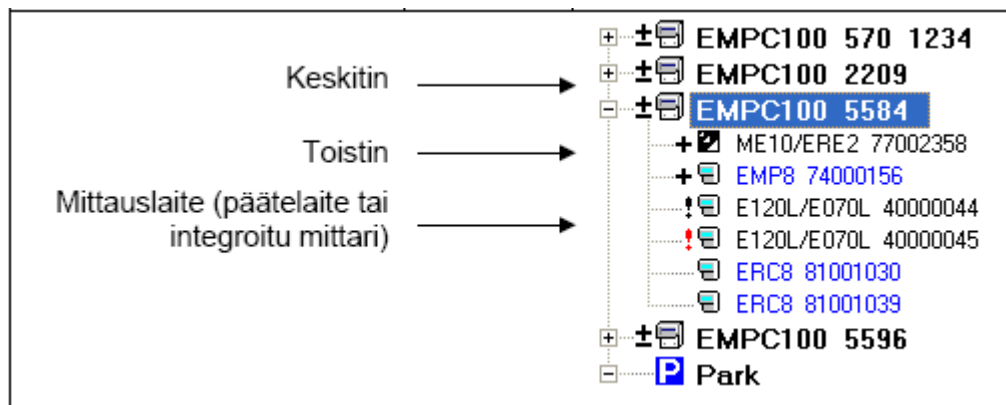 Keskitin
Toistin
Mittauslaite (päätelaite tai
integroitu mittari)
EMPC100 570 1234
EMPC100 2209
EMPC100 5584
ME10/ERE2 77002358
EMP8 74000156
E120L/E070L 40000044
E120L/E070L 40000045
ERC8 81001030
ERC8 81001039
EMPC100 5596
P Park